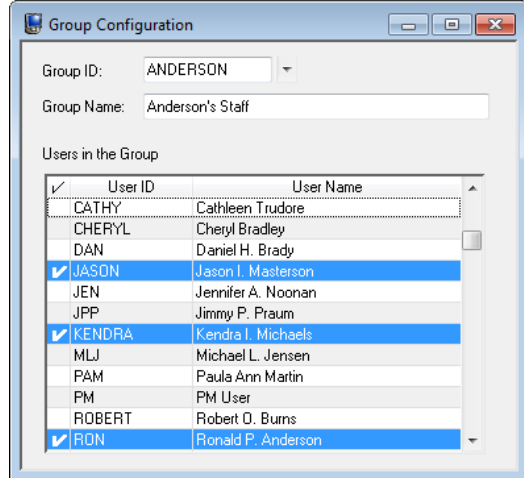 Group Configuration
Group ID: ANDERSON
Group Name: Anderson's Staff
Users in the Group
User ID User Name
CATHY Cathleen Trudore
CHERYL Cheryl Bradley
DAN Daniel H. Brady
JASON Jason I. Masterson
JEN Jennifer A. Noonan
JPP Jimmy P. Praum
KENDRA Kendra I. Michaels
MLJ Michael L. Jensen
PAM Paula Ann Martin
PM PM User
ROBERT Robert O. Burns
RON Ronald P. Anderson